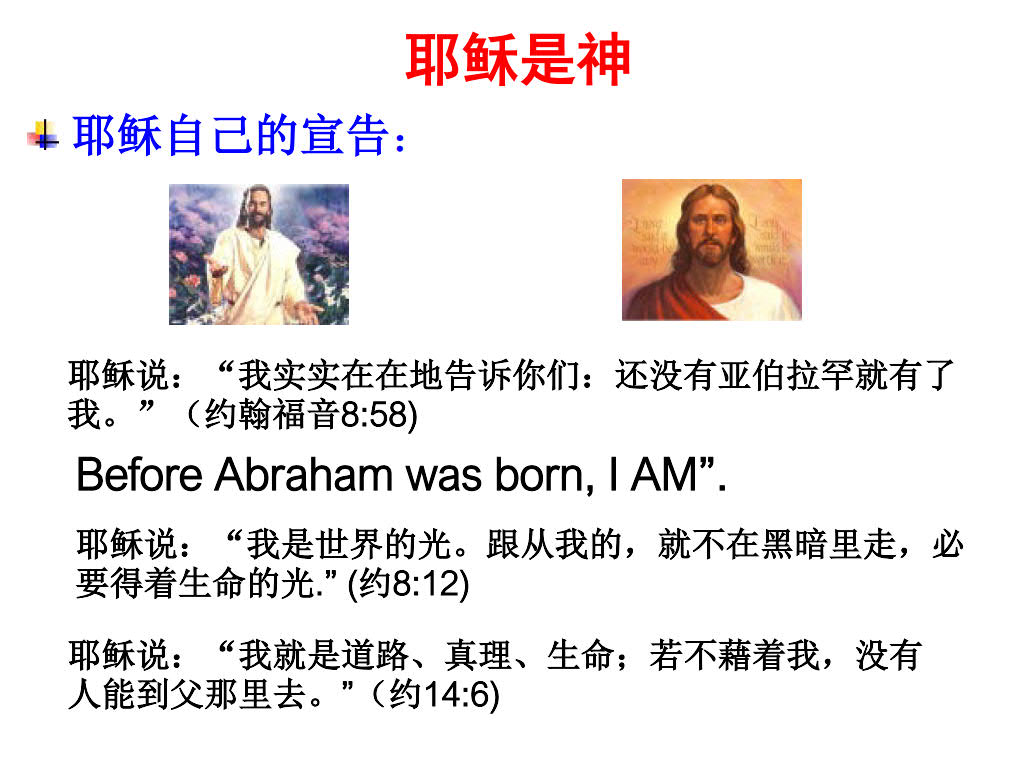 耶稣是神
耶稣自己的宣告：
耶稣说：“我实实在在地告诉你们：还没有亚伯拉罕就有了
我。”（约翰福音8:58)
Before Abraham was born, I AM”.
耶稣说：“我是世界的光。跟从我的，就不在黑暗里走，必
要得着生命的光.” (约8:12)
耶稣说：“我就是道路、真理、生命；若不藉着我，没有
人能到父那里去。”（约14:6)